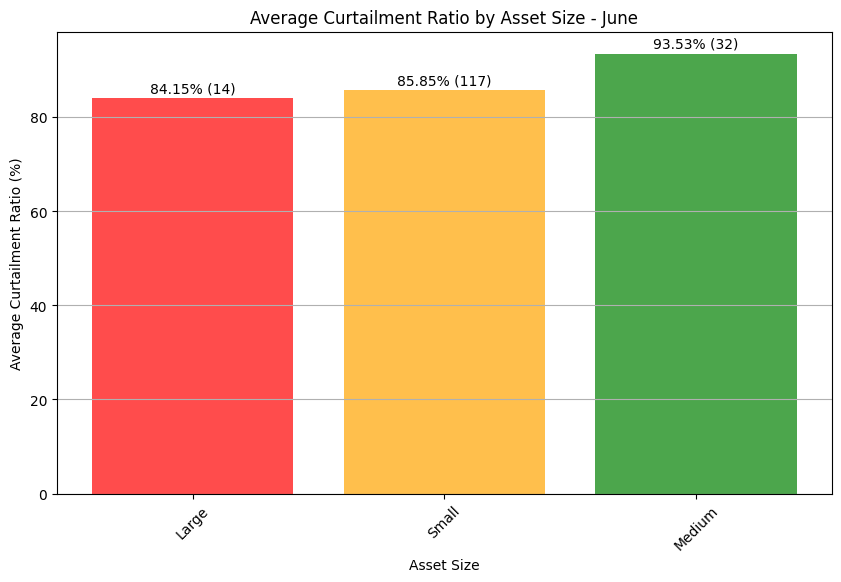 Average Curtailment Ratio by Asset Size - June
84.15% (14)
85.85% (117)
93.53% (32)
Average Curtailment Ratio (%)
80
60
40
20
0
Large
Small
Medium
Asset Size